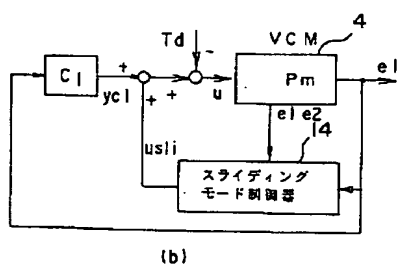 Td
-
VCM
4
C1
+
yc1
+
+
u
Pm
e1
e1 e2
14
usli
スライディング
モード制御器
(b)